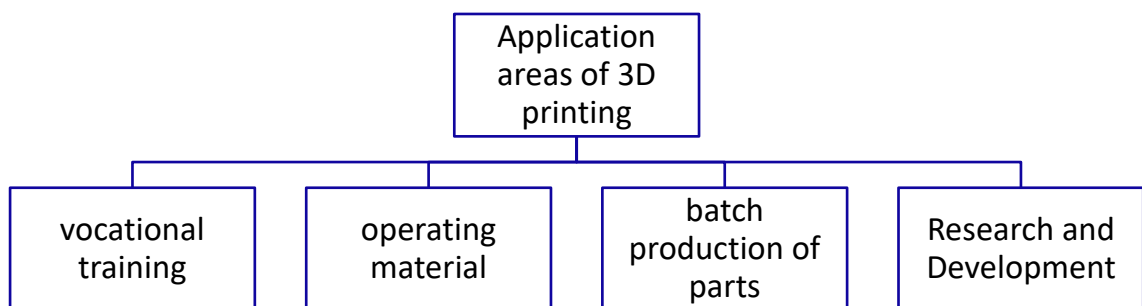 Application
areas of 3D
printing
vocational
training
operating
material
batch
production of
parts
Research and
Development